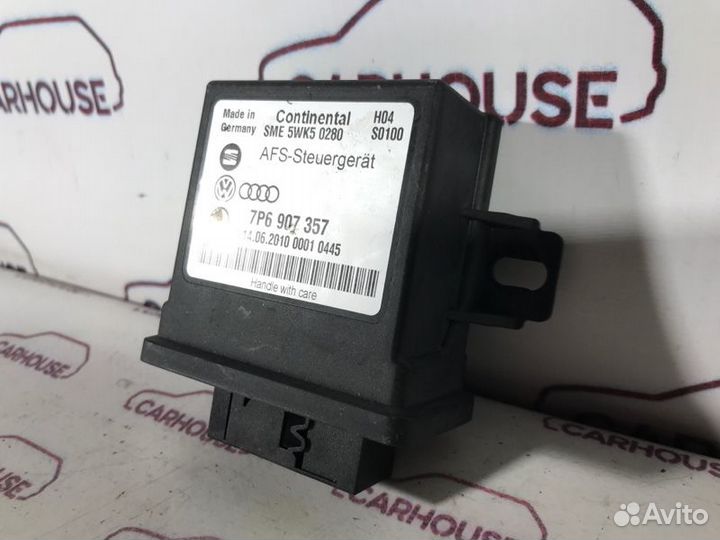 CARHOUSE
CARHOUSE
Made in Germany
Continental
SME 5WK5 0280
H04
S0100
AFS-Steuergerät
7P6 907 357
14.06.2010 0001 0445
Handle with care
CARHOUSE
CARHOUSE
Avito